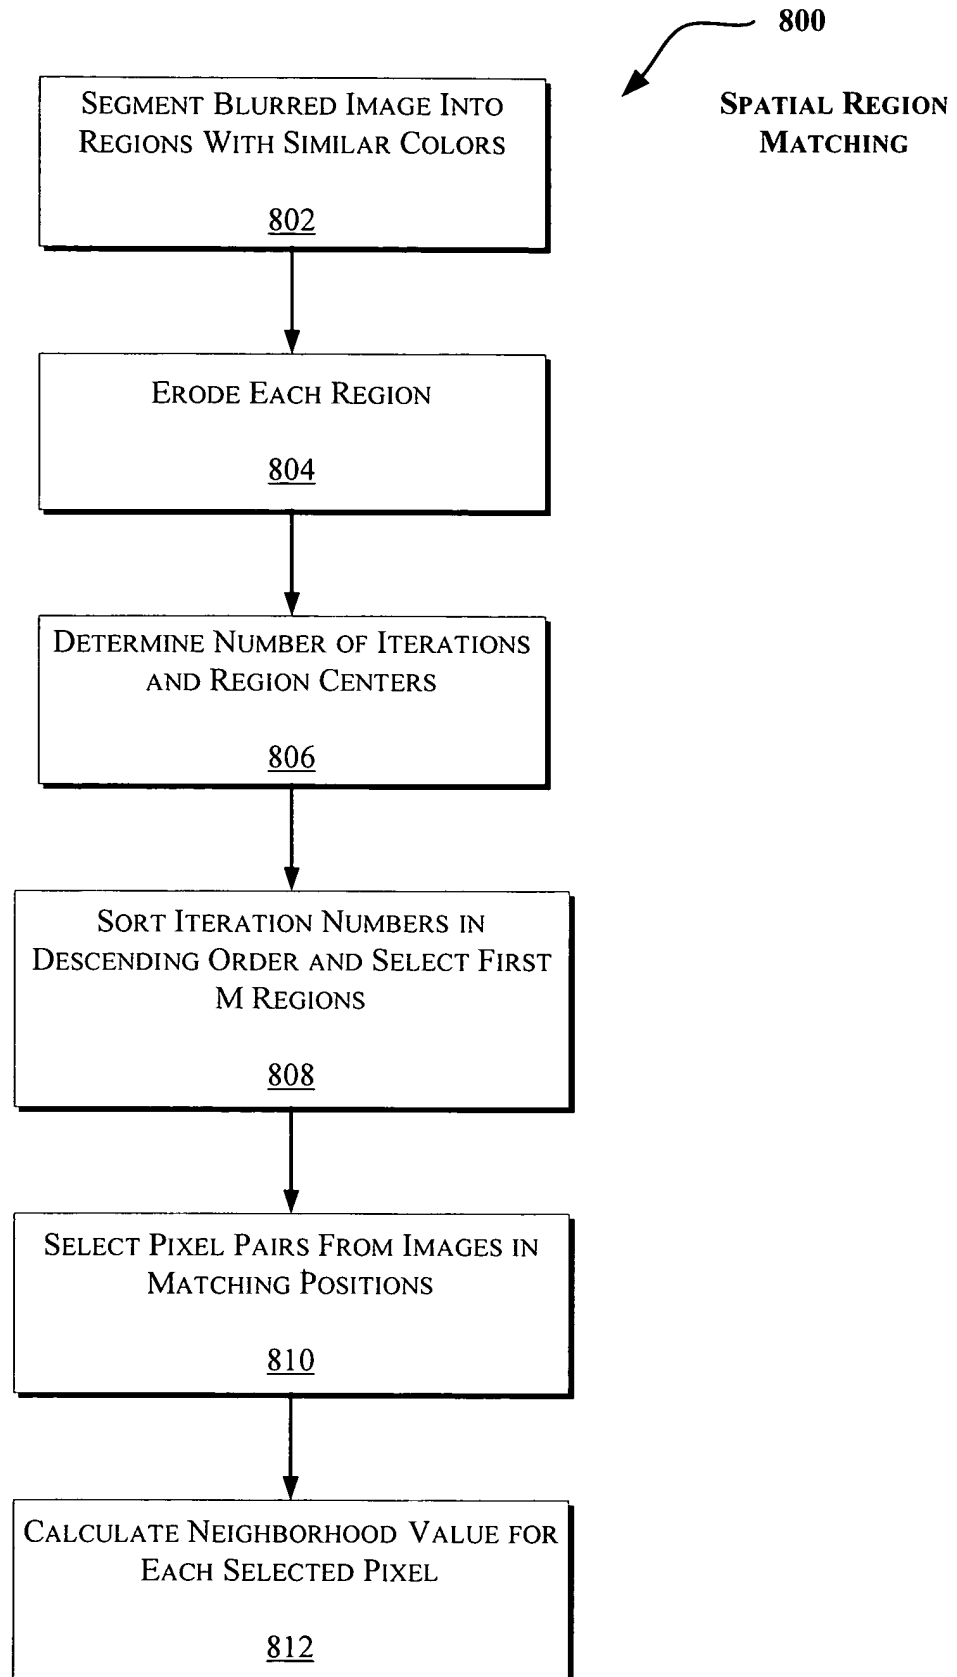 800
SPATIAL REGION
MATCHING
SEGMENT BLURRED IMAGE INTO
REGIONS WITH SIMILAR COLORS
802
ERODE EACH REGION
804
DETERMINE NUMBER OF ITERATIONS
AND REGION CENTERS
806
SORT ITERATION NUMBERS IN
DESCENDING ORDER AND SELECT FIRST
M REGIONS
808
SELECT PIXEL PAIRS FROM IMAGES IN
MATCHING POSITIONS
810
CALCULATE NEIGHBORHOOD VALUE FOR
EACH SELECTED PIXEL
812